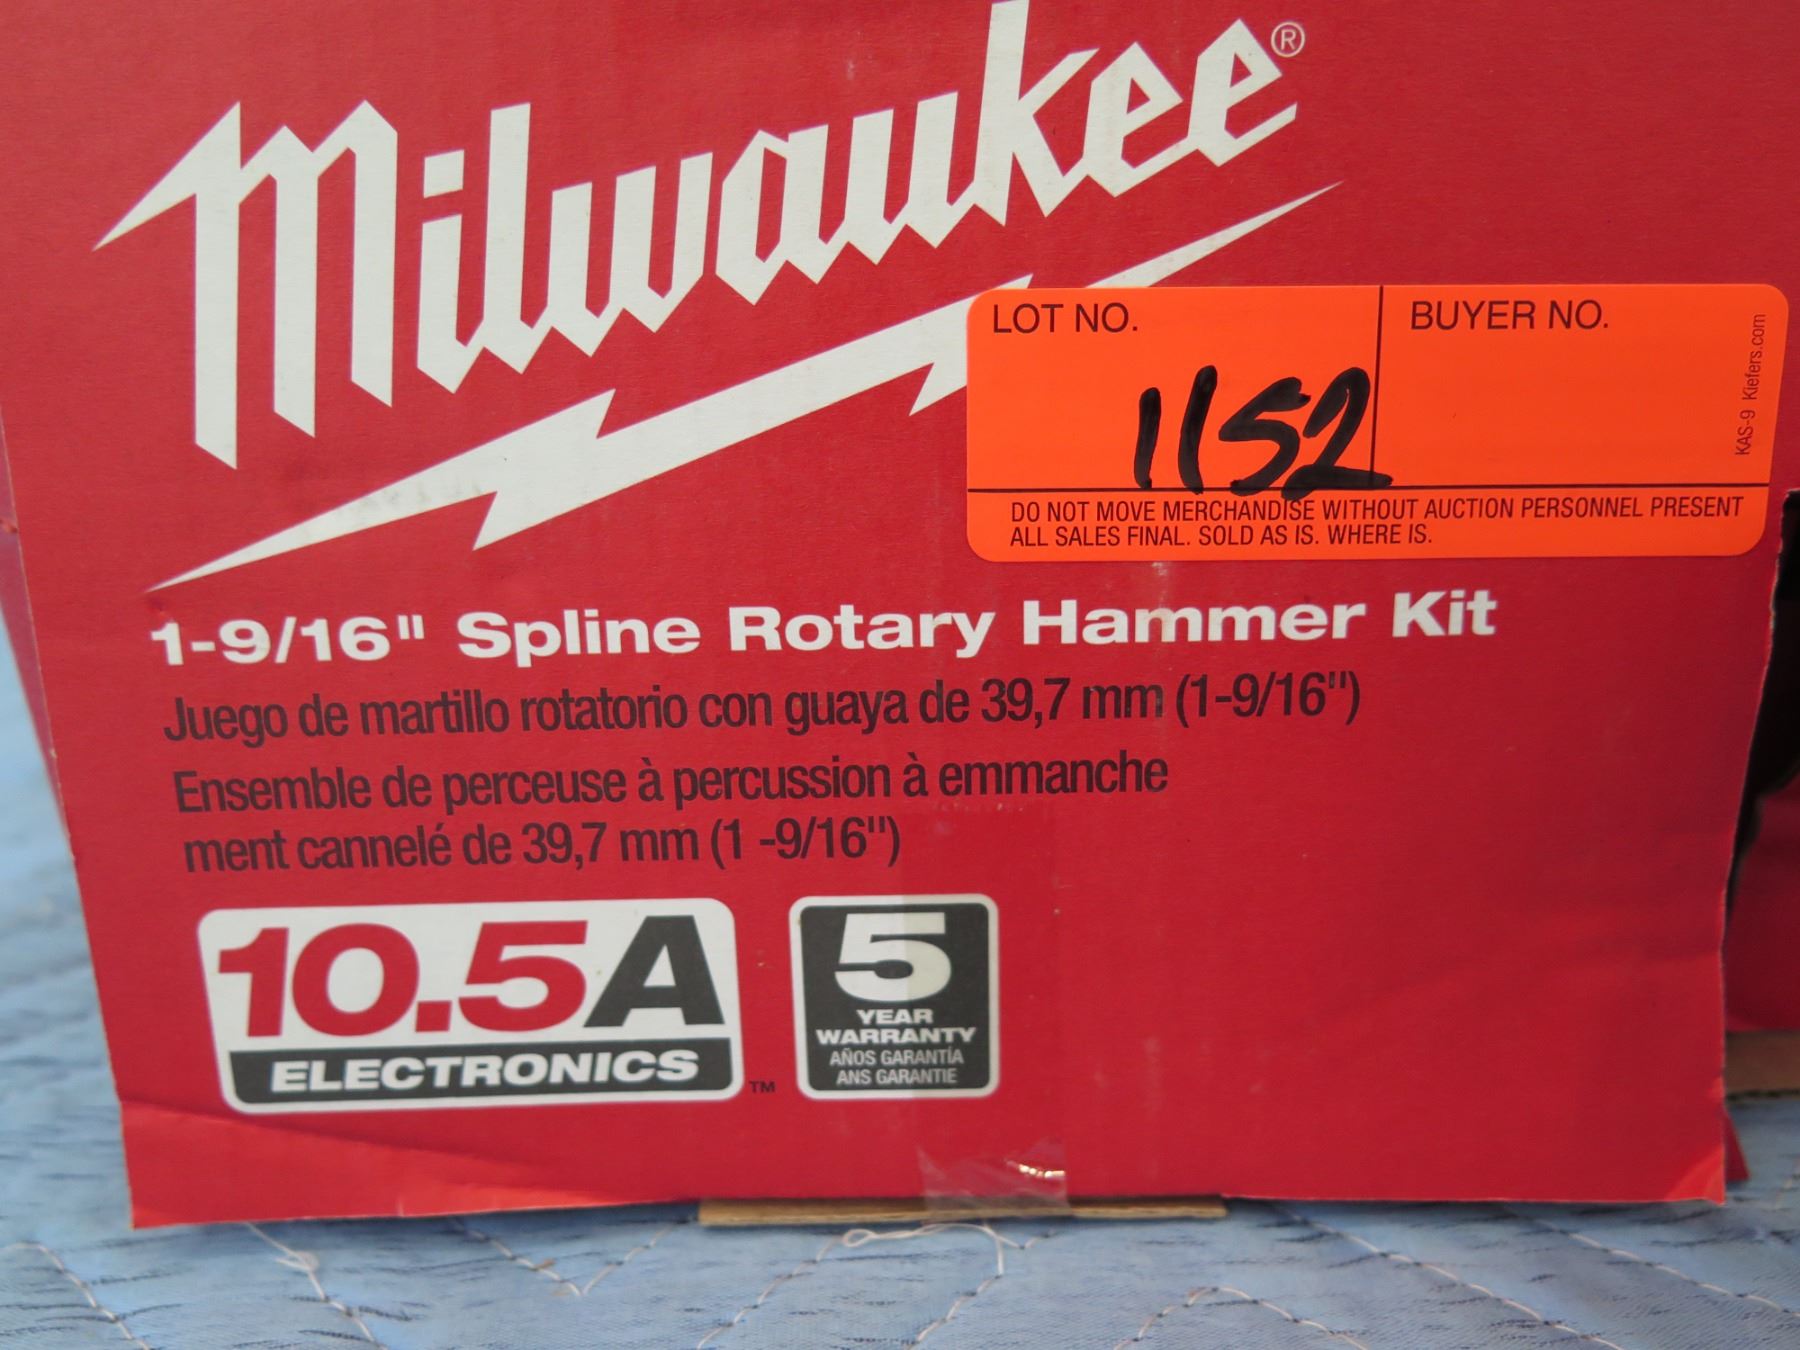 Milwaukee®
LOT NO.
BUYER NO.
1152
KAS-9 Kiefers.com
DO NOT MOVE MERCHANDISE WITHOUT AUCTION PERSONNEL PRESENT
ALL SALES FINAL. SOLD AS IS. WHERE IS.
1-9/16" Spline Rotary Hammer Kit
Juego de martillo rotatorio con guaya de 39,7 mm (1-9/16")
Ensemble de perceuse à percussion à emmanche
ment cannelé de 39,7 mm (1 -9/16")
10.5A
ELECTRONICS
TM
5
YEAR
WARRANTY
AÑOS GARANTÍA
ANS GARANTIE